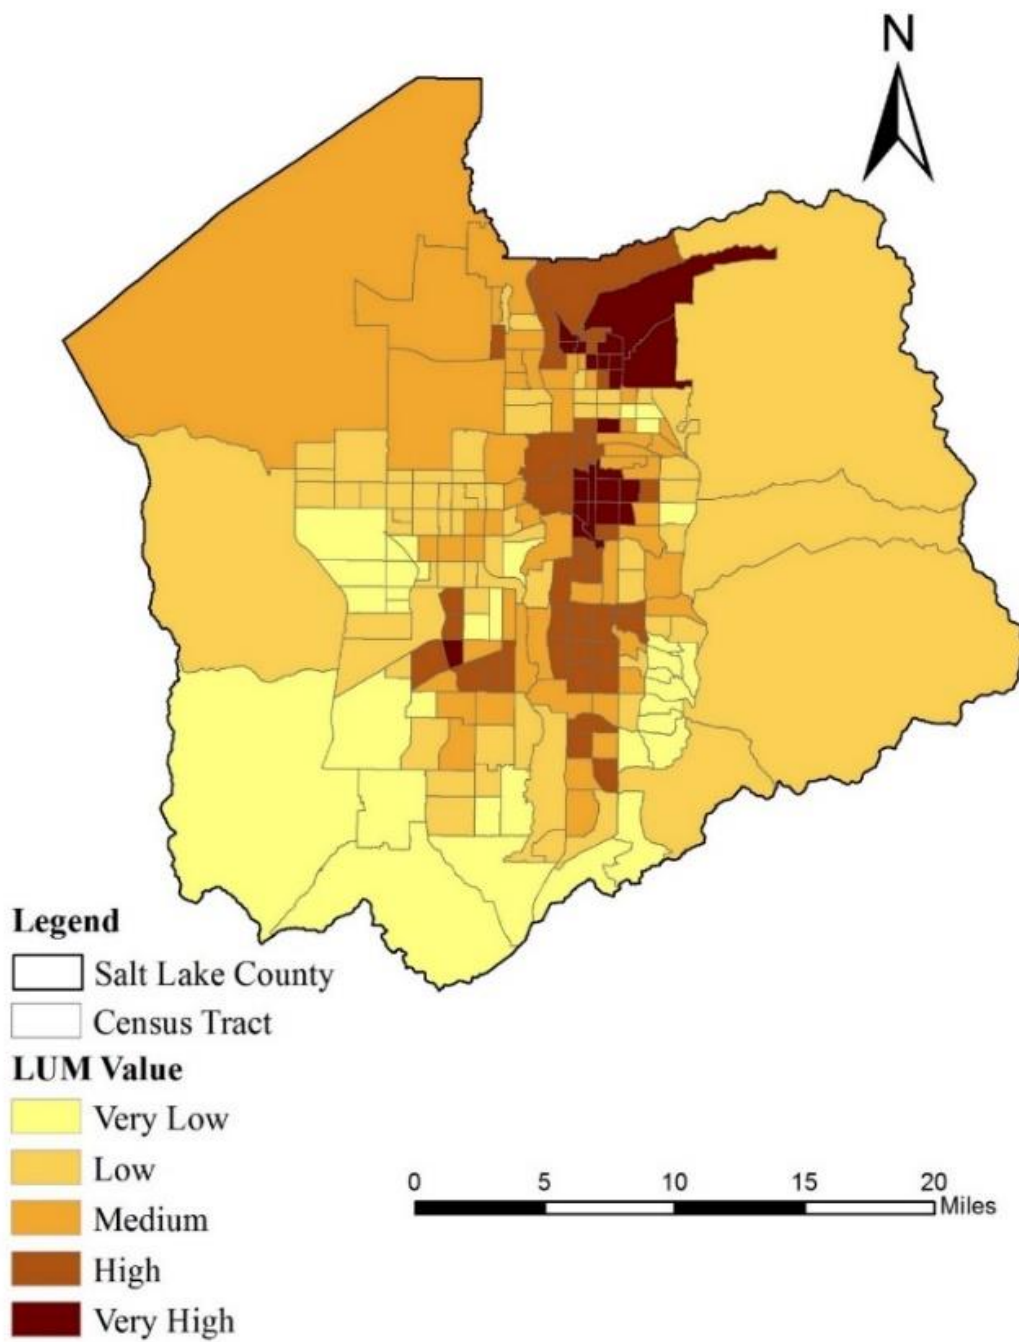 N
Legend
Salt Lake County
Census Tract
LUM Value
Very Low
Low
Medium
High
Very High
0 5 10 15 20
Miles